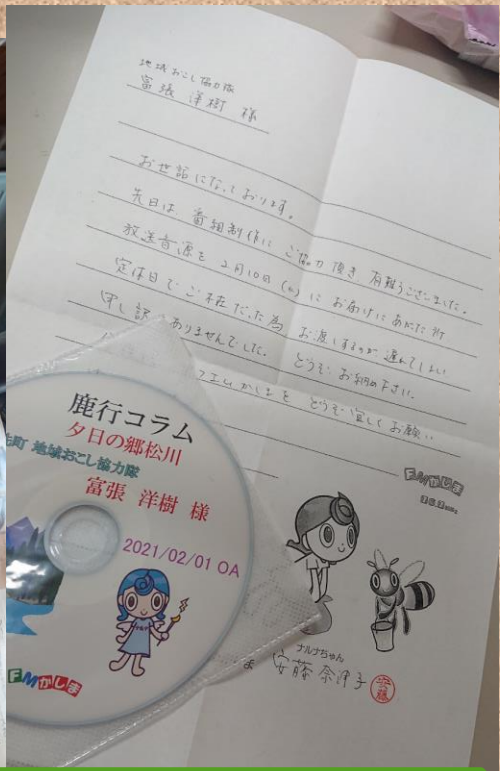 地域おこし協力隊
富張 洋樹 様
お世話になっております。
先日は、番組制作に ご協力頂き 有難うございました。
放送音源を 2月10日(水)に お届けに あがった所
定休日で ご不在だった為、お渡しするのが 遅れてしまい
申し訳 ありませんでした。 どうぞ お納め下さい。
エフエムかしまを どうぞ宜しくお願い
FMかしま
ナルナちゃん
安藤 奈津子
安藤
鹿行コラム
夕日の郷松川
町 地域おこし協力隊
富張 洋樹 様
2021/02/01 OA
FMかしま